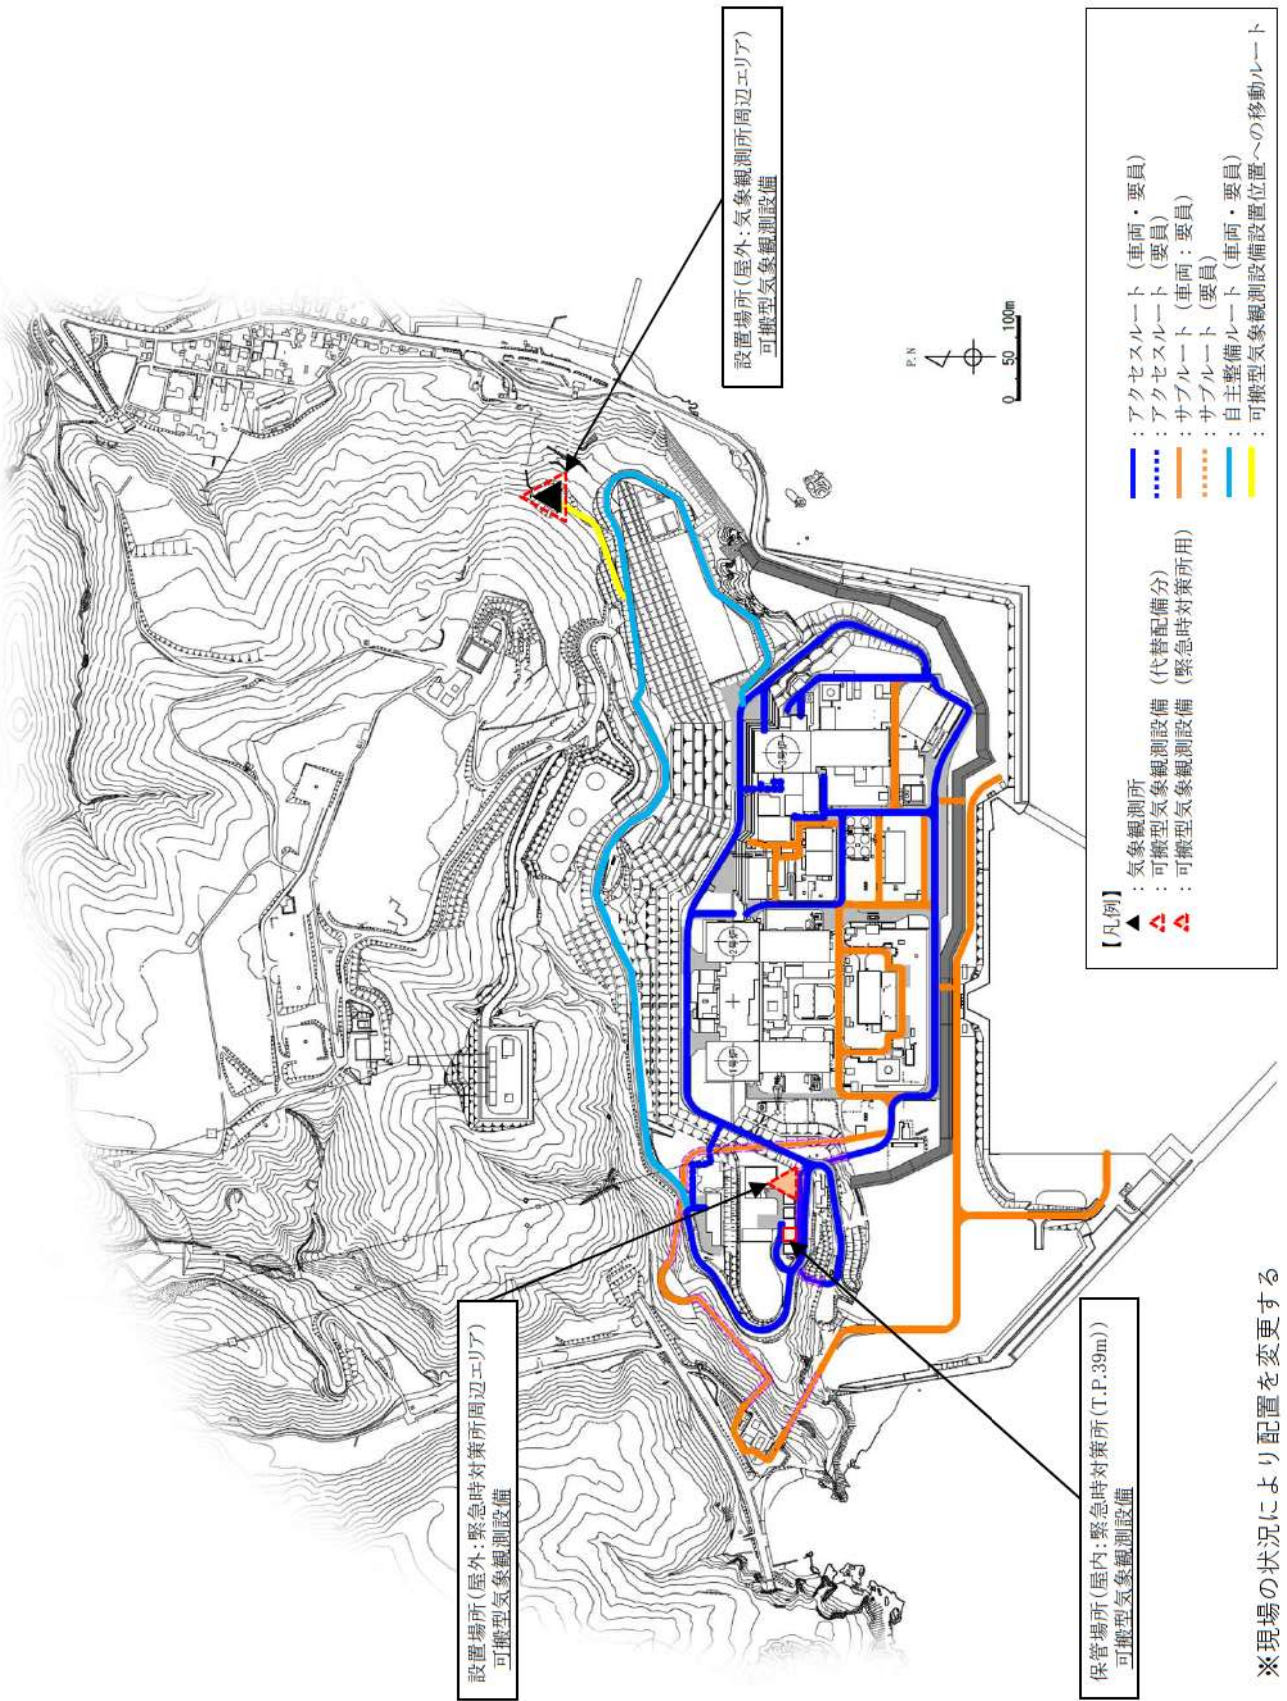 設置場所(屋外:気象観測所周辺エリア)
可搬型気象観測設備
設置場所(屋外:緊急時対策所周辺エリア)
可搬型気象観測設備
保管場所(屋内:緊急時対策所(T.P.39m))
可搬型気象観測設備
1号炉
2号炉
3号炉
P.N
0 50 100m
【凡例】
:気象観測所
:可搬型気象観測設備(代替配備分)
:可搬型気象観測設備(緊急時対策所用)
:アクセスルート(車両・要員)
:アクセスルート(要員)
:サブルート(車両:要員)
:サブルート(要員)
:自主整備ルート(車両・要員)
:可搬型気象観測設備設置位置への移動ルート
※現場の状況により配置を変更する